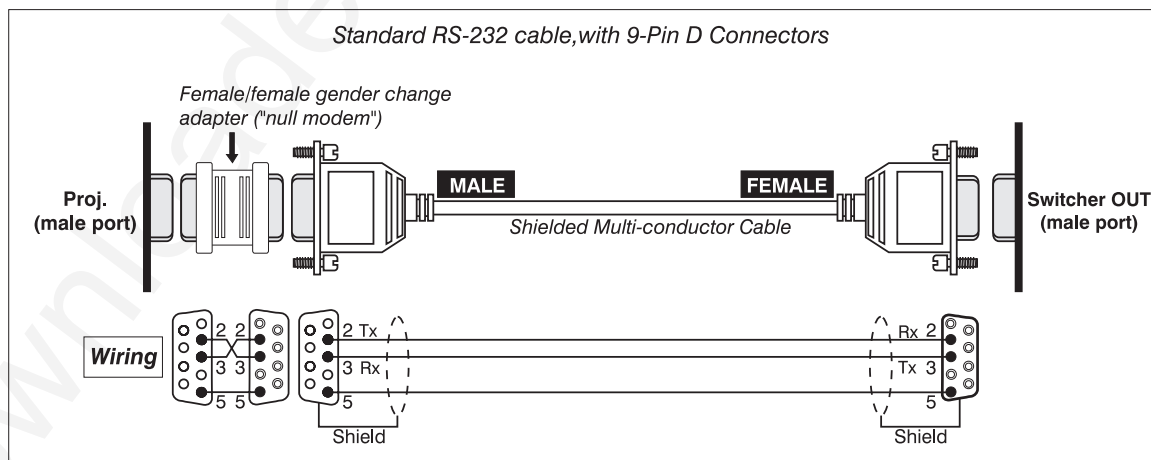 Standard RS-232 cable,with 9-Pin D Connectors
Female/female gender change
adapter ("null modem")
Proj.
(male port)
MALE
FEMALE
Shielded Multi-conductor Cable
Switcher OUT
(male port)
Wiring
2 2
3 3
5 5
2 Tx
3 Rx
5
Shield
Rx 2
Tx 3
5
Shield